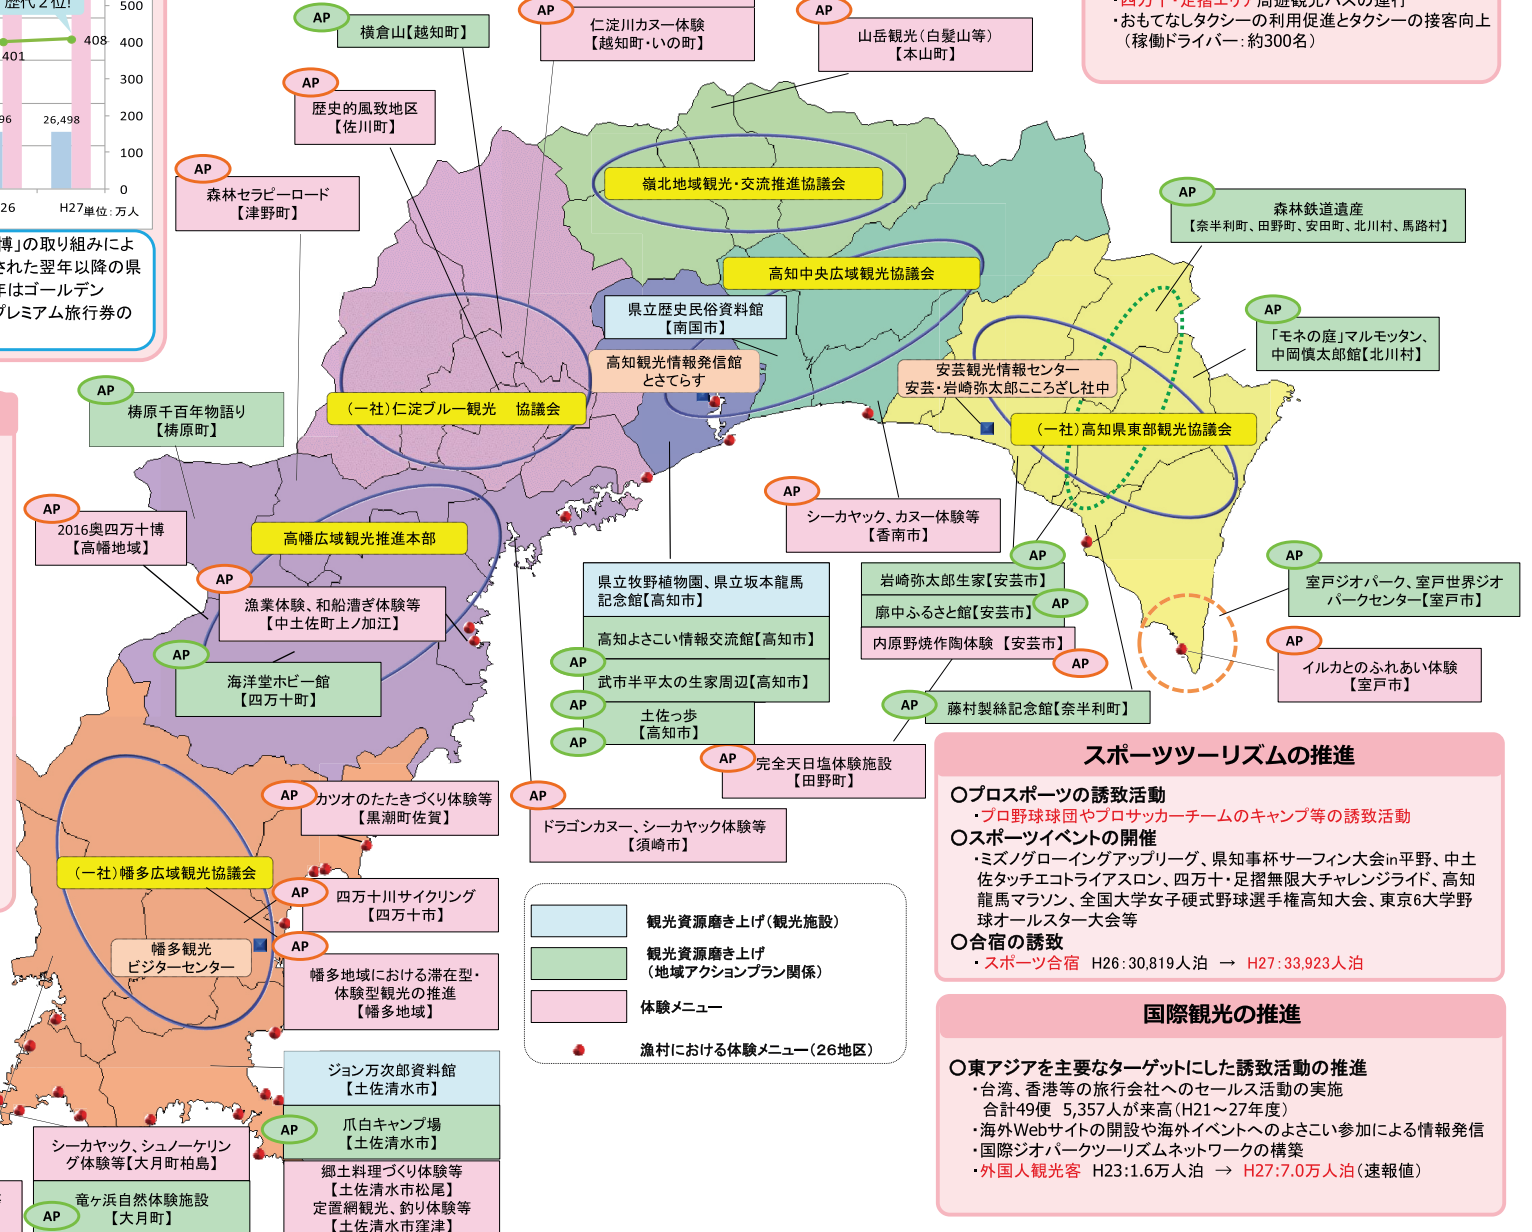 歴代2位!
500
400
300
200
100
0
408
401
96
26,498
26
H27
単位:万人
博」の取り組みによ
された翌年以降の県
年はゴールデン
プレミアム旅行券の
・四万十・足摺エリア周遊観光バスの運行
・おもてなしタクシーの利用促進とタクシーの接客向上
(稼働ドライバー:約300名)
AP
横倉山【越知町】
AP
仁淀川カヌー体験
【越知町・いの町】
AP
山岳観光(白髪山等)
【本山町】
AP
歴史的風致地区
【佐川町】
AP
森林セラピーロード
【津野町】
嶺北地域観光・交流推進協議会
AP
森林鉄道遺産
【奈半利町、田野町、安田町、北川村、馬路村】
高知中央広域観光協議会
県立歴史民俗資料館
【南国市】
AP
「モネの庭」マルモッタン、
中岡慎太郎館【北川村】
高知観光情報発信館
とさてらす
安芸観光情報センター
安芸・岩崎弥太郎こころざし社中
AP
梼原千百年物語り
【梼原町】
(一社)仁淀ブルー観光 協議会
(一社)高知県東部観光協議会
AP
シーカヤック、カヌー体験等
【香南市】
AP
2016奥四万十博
【高幡地域】
高幡広域観光推進本部
AP
漁業体験、和船漕ぎ体験等
【中土佐町上ノ加江】
AP
海洋堂ホビー館
【四万十町】
県立牧野植物園、県立坂本龍馬
記念館【高知市】
高知よさこい情報交流館【高知市】
AP
武市半平太の生家周辺【高知市】
AP
土佐っ歩
【高知市】
AP
AP
岩崎弥太郎生家【安芸市】
廓中ふるさと館【安芸市】
AP
内原野焼作陶体験 【安芸市】
AP
AP
藤村製絲記念館【奈半利町】
AP
完全天日塩体験施設
【田野町】
AP
室戸ジオパーク、室戸世界ジオ
パークセンター【室戸市】
AP
イルカとのふれあい体験
【室戸市】
AP
カツオのたたきづくり体験等
【黒潮町佐賀】
AP
ドラゴンカヌー、シーカヤック体験等
【須崎市】
(一社)幡多広域観光協議会
AP
四万十川サイクリング
【四万十市】
幡多観光
ビジターセンター
AP
幡多地域における滞在型・
体験型観光の推進
【幡多地域】
ジョン万次郎資料館
【土佐清水市】
AP
爪白キャンプ場
【土佐清水市】
郷土料理づくり体験等
【土佐清水市松尾】
定置網観光、釣り体験等
【土佐清水市窪津】
シーカヤック、シュノーケリン
グ体験等【大月町柏島】
AP
竜ヶ浜自然体験施設
【大月町】
観光資源磨き上げ(観光施設)
観光資源磨き上げ
(地域アクションプラン関係)
体験メニュー
漁村における体験メニュー(26地区)
スポーツツーリズムの推進
○プロスポーツの誘致活動
・プロ野球球団やプロサッカーチームのキャンプ等の誘致活動
○スポーツイベントの開催
・ミズノグローイングアップリーグ、県知事杯サーフィン大会in平野、中土
佐タッチエコトライアスロン、四万十・足摺無限大チャレンジライド、高知
龍馬マラソン、全国大学女子硬式野球選手権高知大会、東京6大学野
球オールスター大会等
○合宿の誘致
・スポーツ合宿 H26:30,819人泊 → H27:33,923人泊
国際観光の推進
○東アジアを主要なターゲットにした誘致活動の推進
・台湾、香港等の旅行会社へのセールス活動の実施
合計49便 5,357人が来高(H21~27年度)
・海外Webサイトの開設や海外イベントへのよさこい参加による情報発信
・国際ジオパークツーリズムネットワークの構築
・外国人観光客 H23:1.6万人泊 → H27:7.0万人泊(速報値)